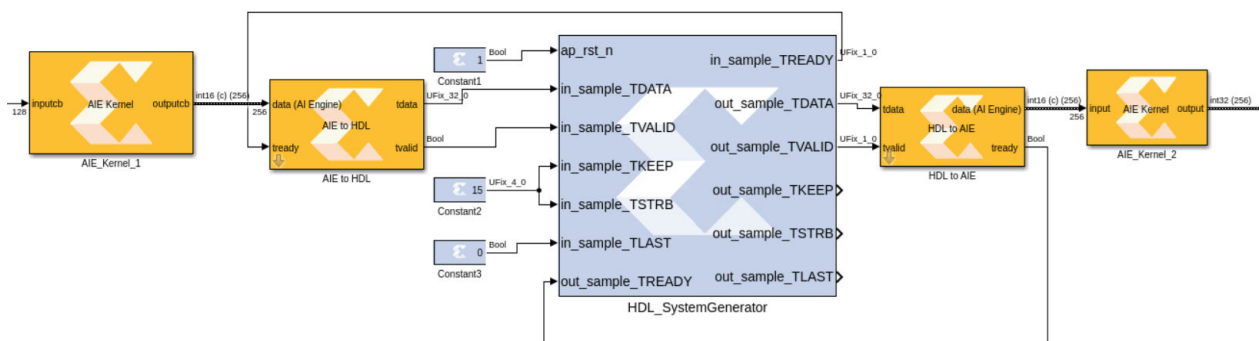 inputcb
128
AIE Kernel
outputcb
int16 (c) (256)
AIE_Kernel_1
256
data (AI Engine)
tdata
AIE to HDL
tready
tvalid
AIE to HDL
UFix_32_0
Bool
1
Bool
Constant1
15
UFix_4_0
Constant2
0
Bool
Constant3
ap_rst_n
in_sample_TDATA
in_sample_TVALID
in_sample_TKEEP
in_sample_TSTRB
in_sample_TLAST
out_sample_TREADY
in_sample_TREADY
out_sample_TDATA
out_sample_TVALID
out_sample_TKEEP
out_sample_TSTRB
out_sample_TLAST
HDL_SystemGenerator
UFix_1_0
UFix_32_0
UFix_1_0
tdata
data (AI Engine)
HDL to AIE
tvalid
tready
HDL to AIE
int16 (c) (256)
256
Bool
input
AIE Kernel
output
AIE_Kernel_2
int32 (256)